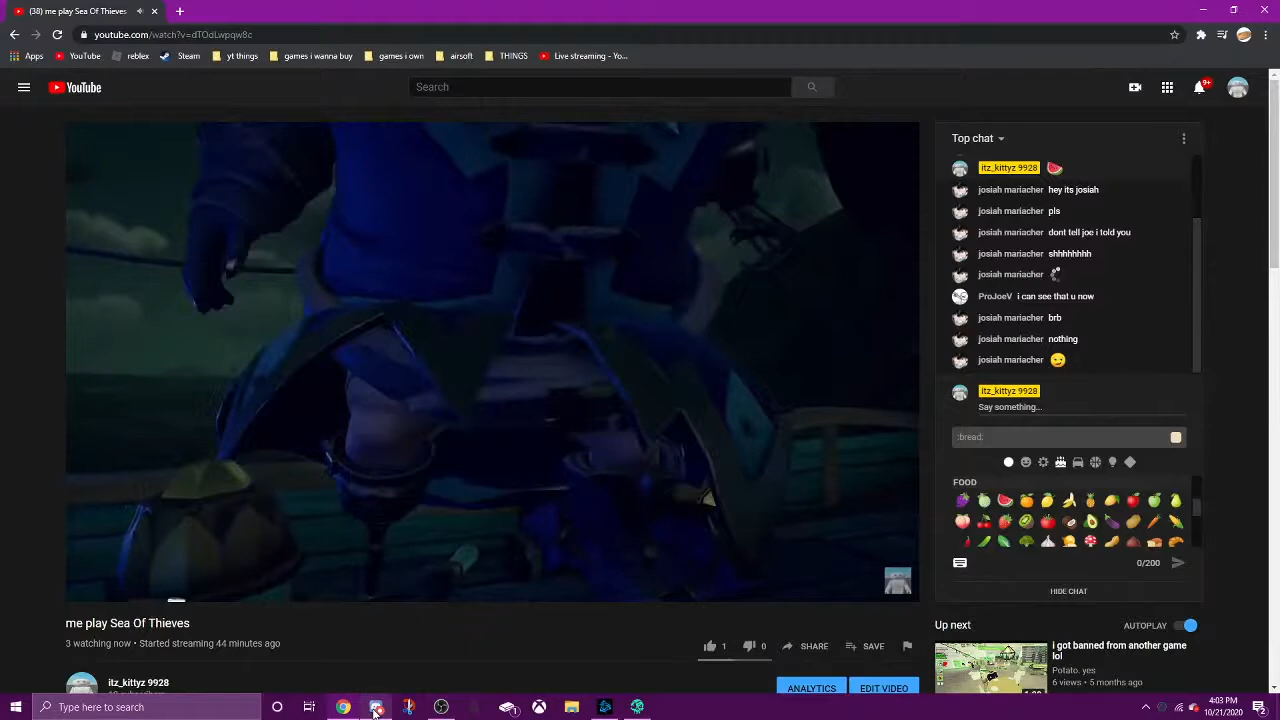 (38) me play Sea Of Thieves
youtube.com/watch?v=dTOdLwpqw8c
Apps YouTube reblex Steam yt things games i wanna buy games i own airsoft THINGS Live streaming - Yo...
YouTube
Search
9+
Top chat
itz_kittyz 9928
josiah mariacher hey its josiah
josiah mariacher pls
josiah mariacher dont tell joe i told you
josiah mariacher shhhhhhhh
josiah mariacher
ProJoeV i can see that u now
josiah mariacher brb
josiah mariacher nothing
josiah mariacher
itz_kittyz 9928
Say something...
:bread:
FOOD
0/200
HIDE CHAT
me play Sea Of Thieves
3 watching now • Started streaming 44 minutes ago
1 0 SHARE SAVE
Up next AUTOPLAY
I got banned from another game lol
Potato. yes
6 views • 5 months ago
itz_kittyz 9928
ANALYTICS EDIT VIDEO
Type here to search
4:03 PM
10/21/2020